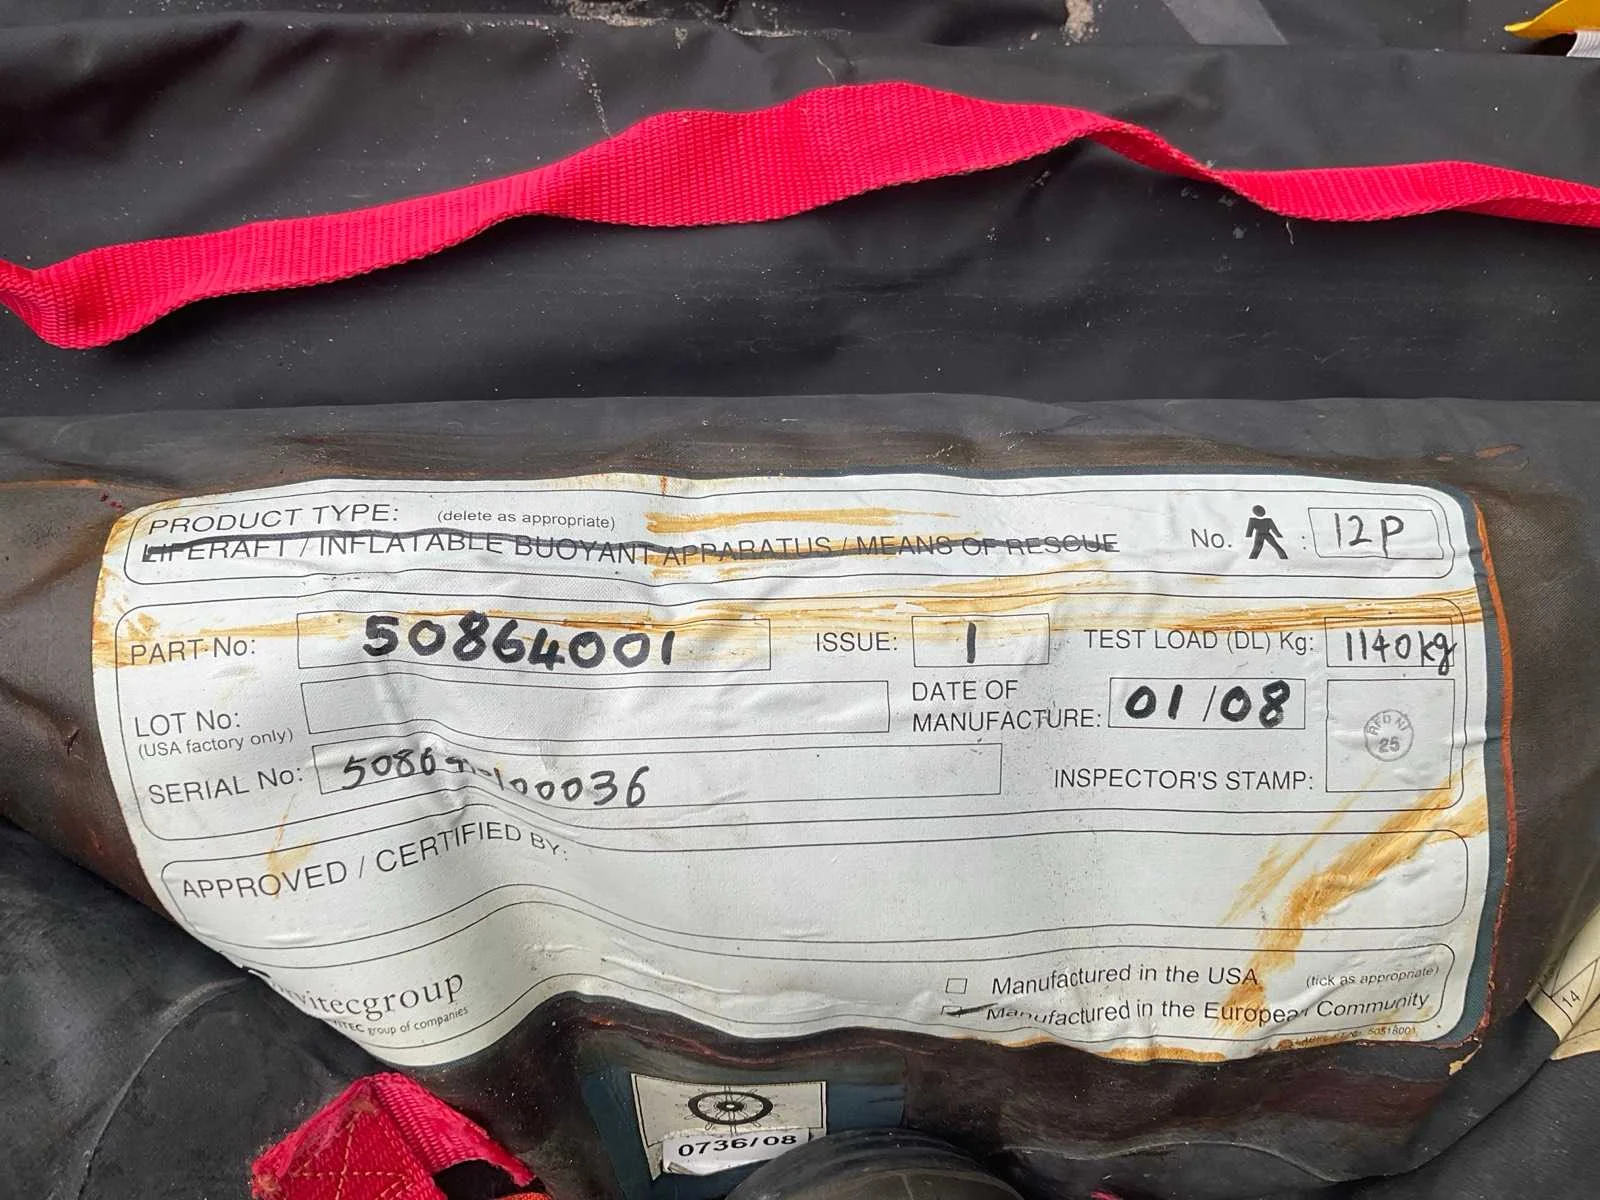 PRODUCT TYPE: (delete as appropriate)
LIFERAFT / INFLATABLE BUOYANT APPARATUS / MEANS OF RESCUE
No. : 12P
PART No: 50864001
ISSUE: 1
TEST LOAD (DL) Kg: 1140kg
LOT No:
(USA factory only)
DATE OF
MANUFACTURE: 01/08
RFD NI
25
SERIAL No: 100036
INSPECTOR'S STAMP:
APPROVED / CERTIFIED BY:
group of companies
Manufactured in the USA (tick as appropriate)
Manufactured in the European Community
0736/08
14